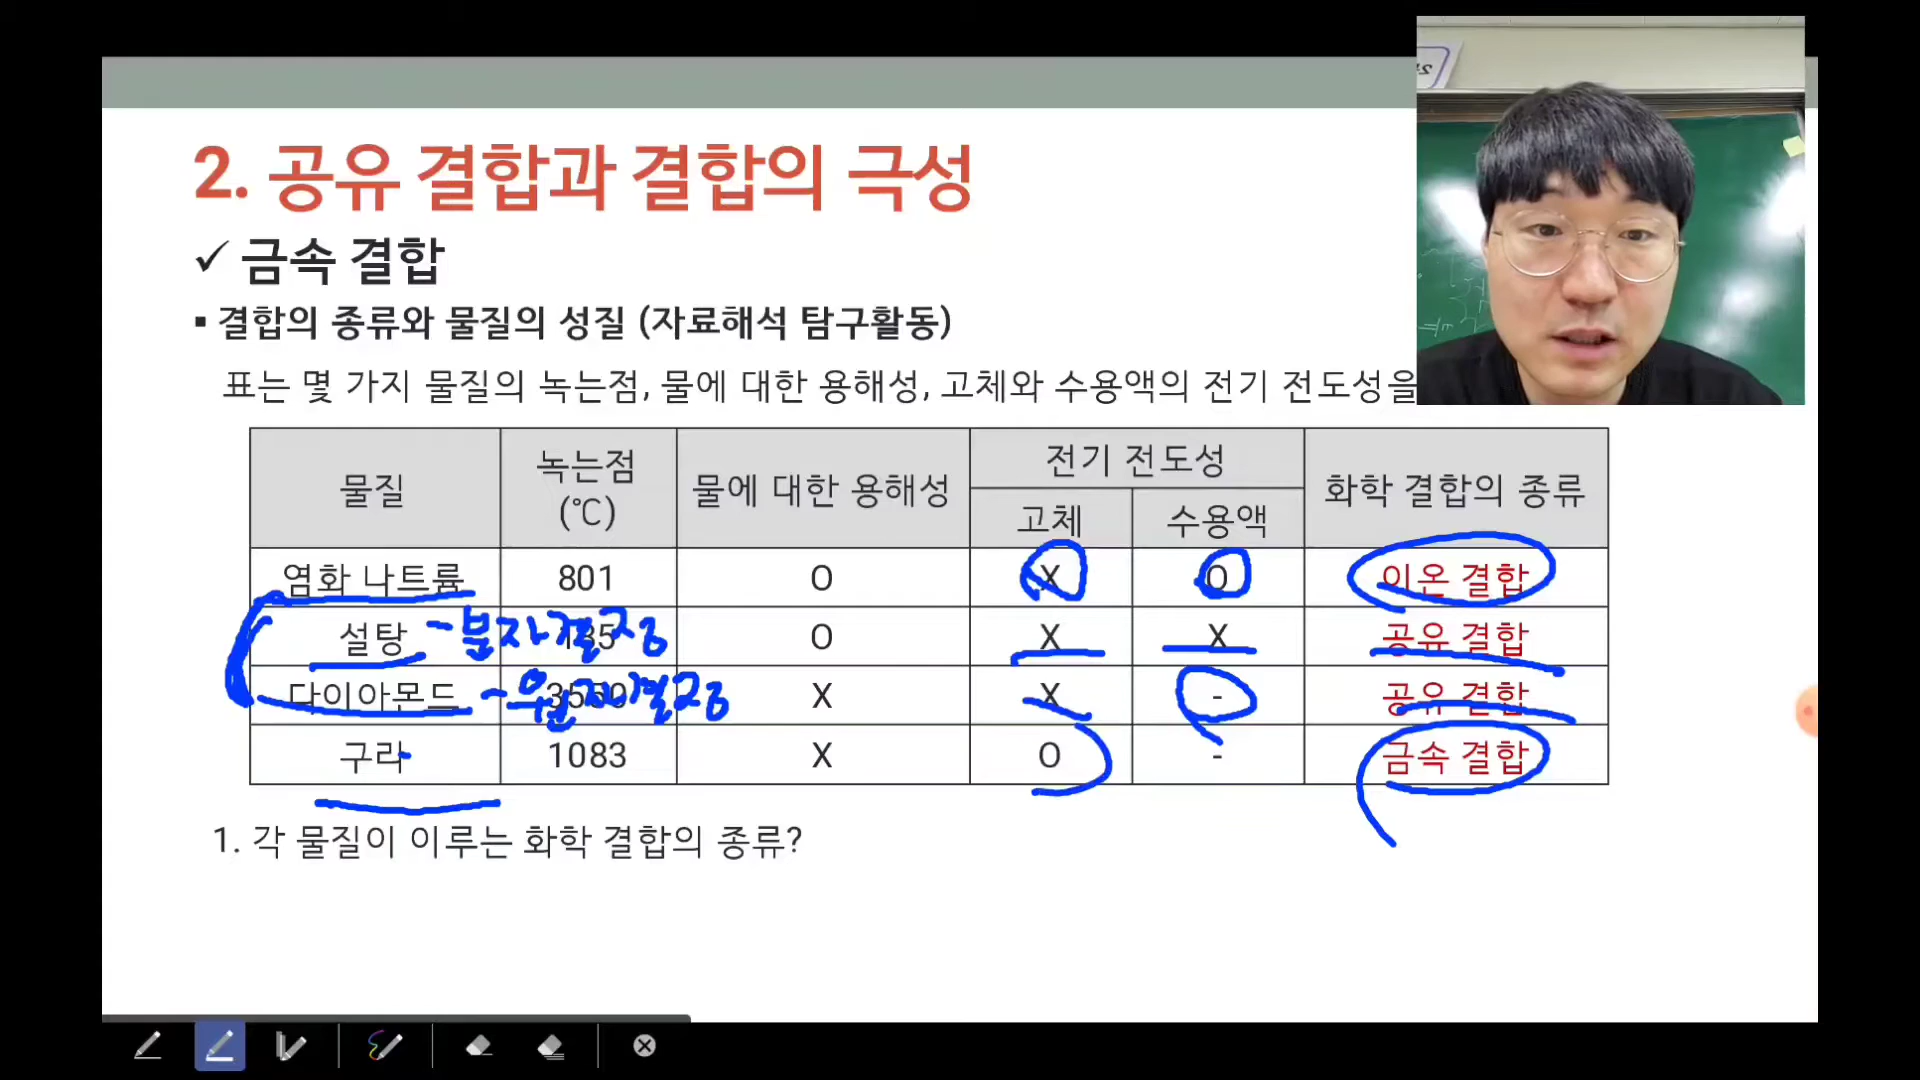 2. 공유 결합과 결합의 극성
✓ 금속 결합
▪ 결합의 종류와 물질의 성질 (자료해석 탐구활동)
표는 몇 가지 물질의 녹는점, 물에 대한 용해성, 고체와 수용액의 전기 전도성을
물질 녹는점 (℃) 물에 대한 용해성 전기 전도성 화학 결합의 종류
고체 수용액
염화 나트륨 801 O X O 이온 결합
설탕 - 분자결정 O X X 공유 결합
다이아몬드 - 원자결정 X X - 공유 결합
구리 1083 X O - 금속 결합
1. 각 물질이 이루는 화학 결합의 종류?